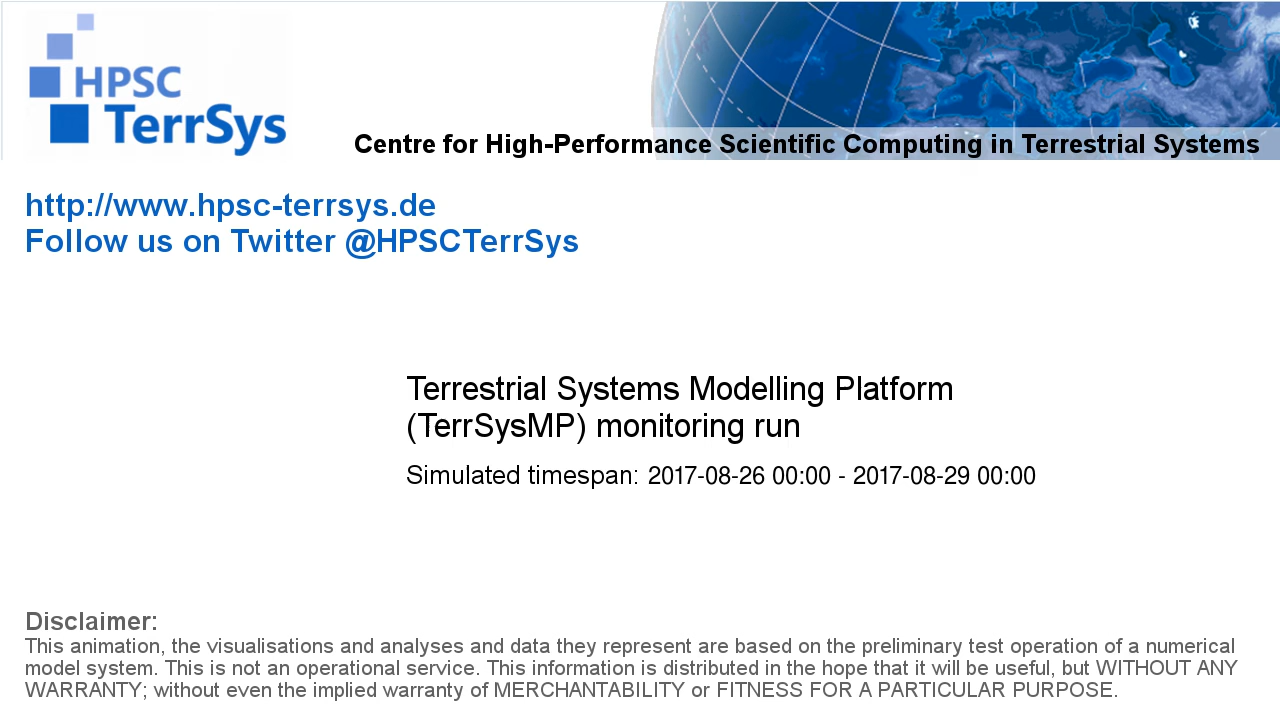 HPSC
TerrSys
Centre for High-Performance Scientific Computing in Terrestrial Systems
http://www.hpsc-terrsys.de
Follow us on Twitter @HPSCTerrSys
Terrestrial Systems Modelling Platform
(TerrSysMP) monitoring run
Simulated timespan: 2017-08-26 00:00 - 2017-08-29 00:00
Disclaimer:
This animation, the visualisations and analyses and data they represent are based on the preliminary test operation of a numerical
model system. This is not an operational service. This information is distributed in the hope that it will be useful, but WITHOUT ANY
WARRANTY; without even the implied warranty of MERCHANTABILITY or FITNESS FOR A PARTICULAR PURPOSE.